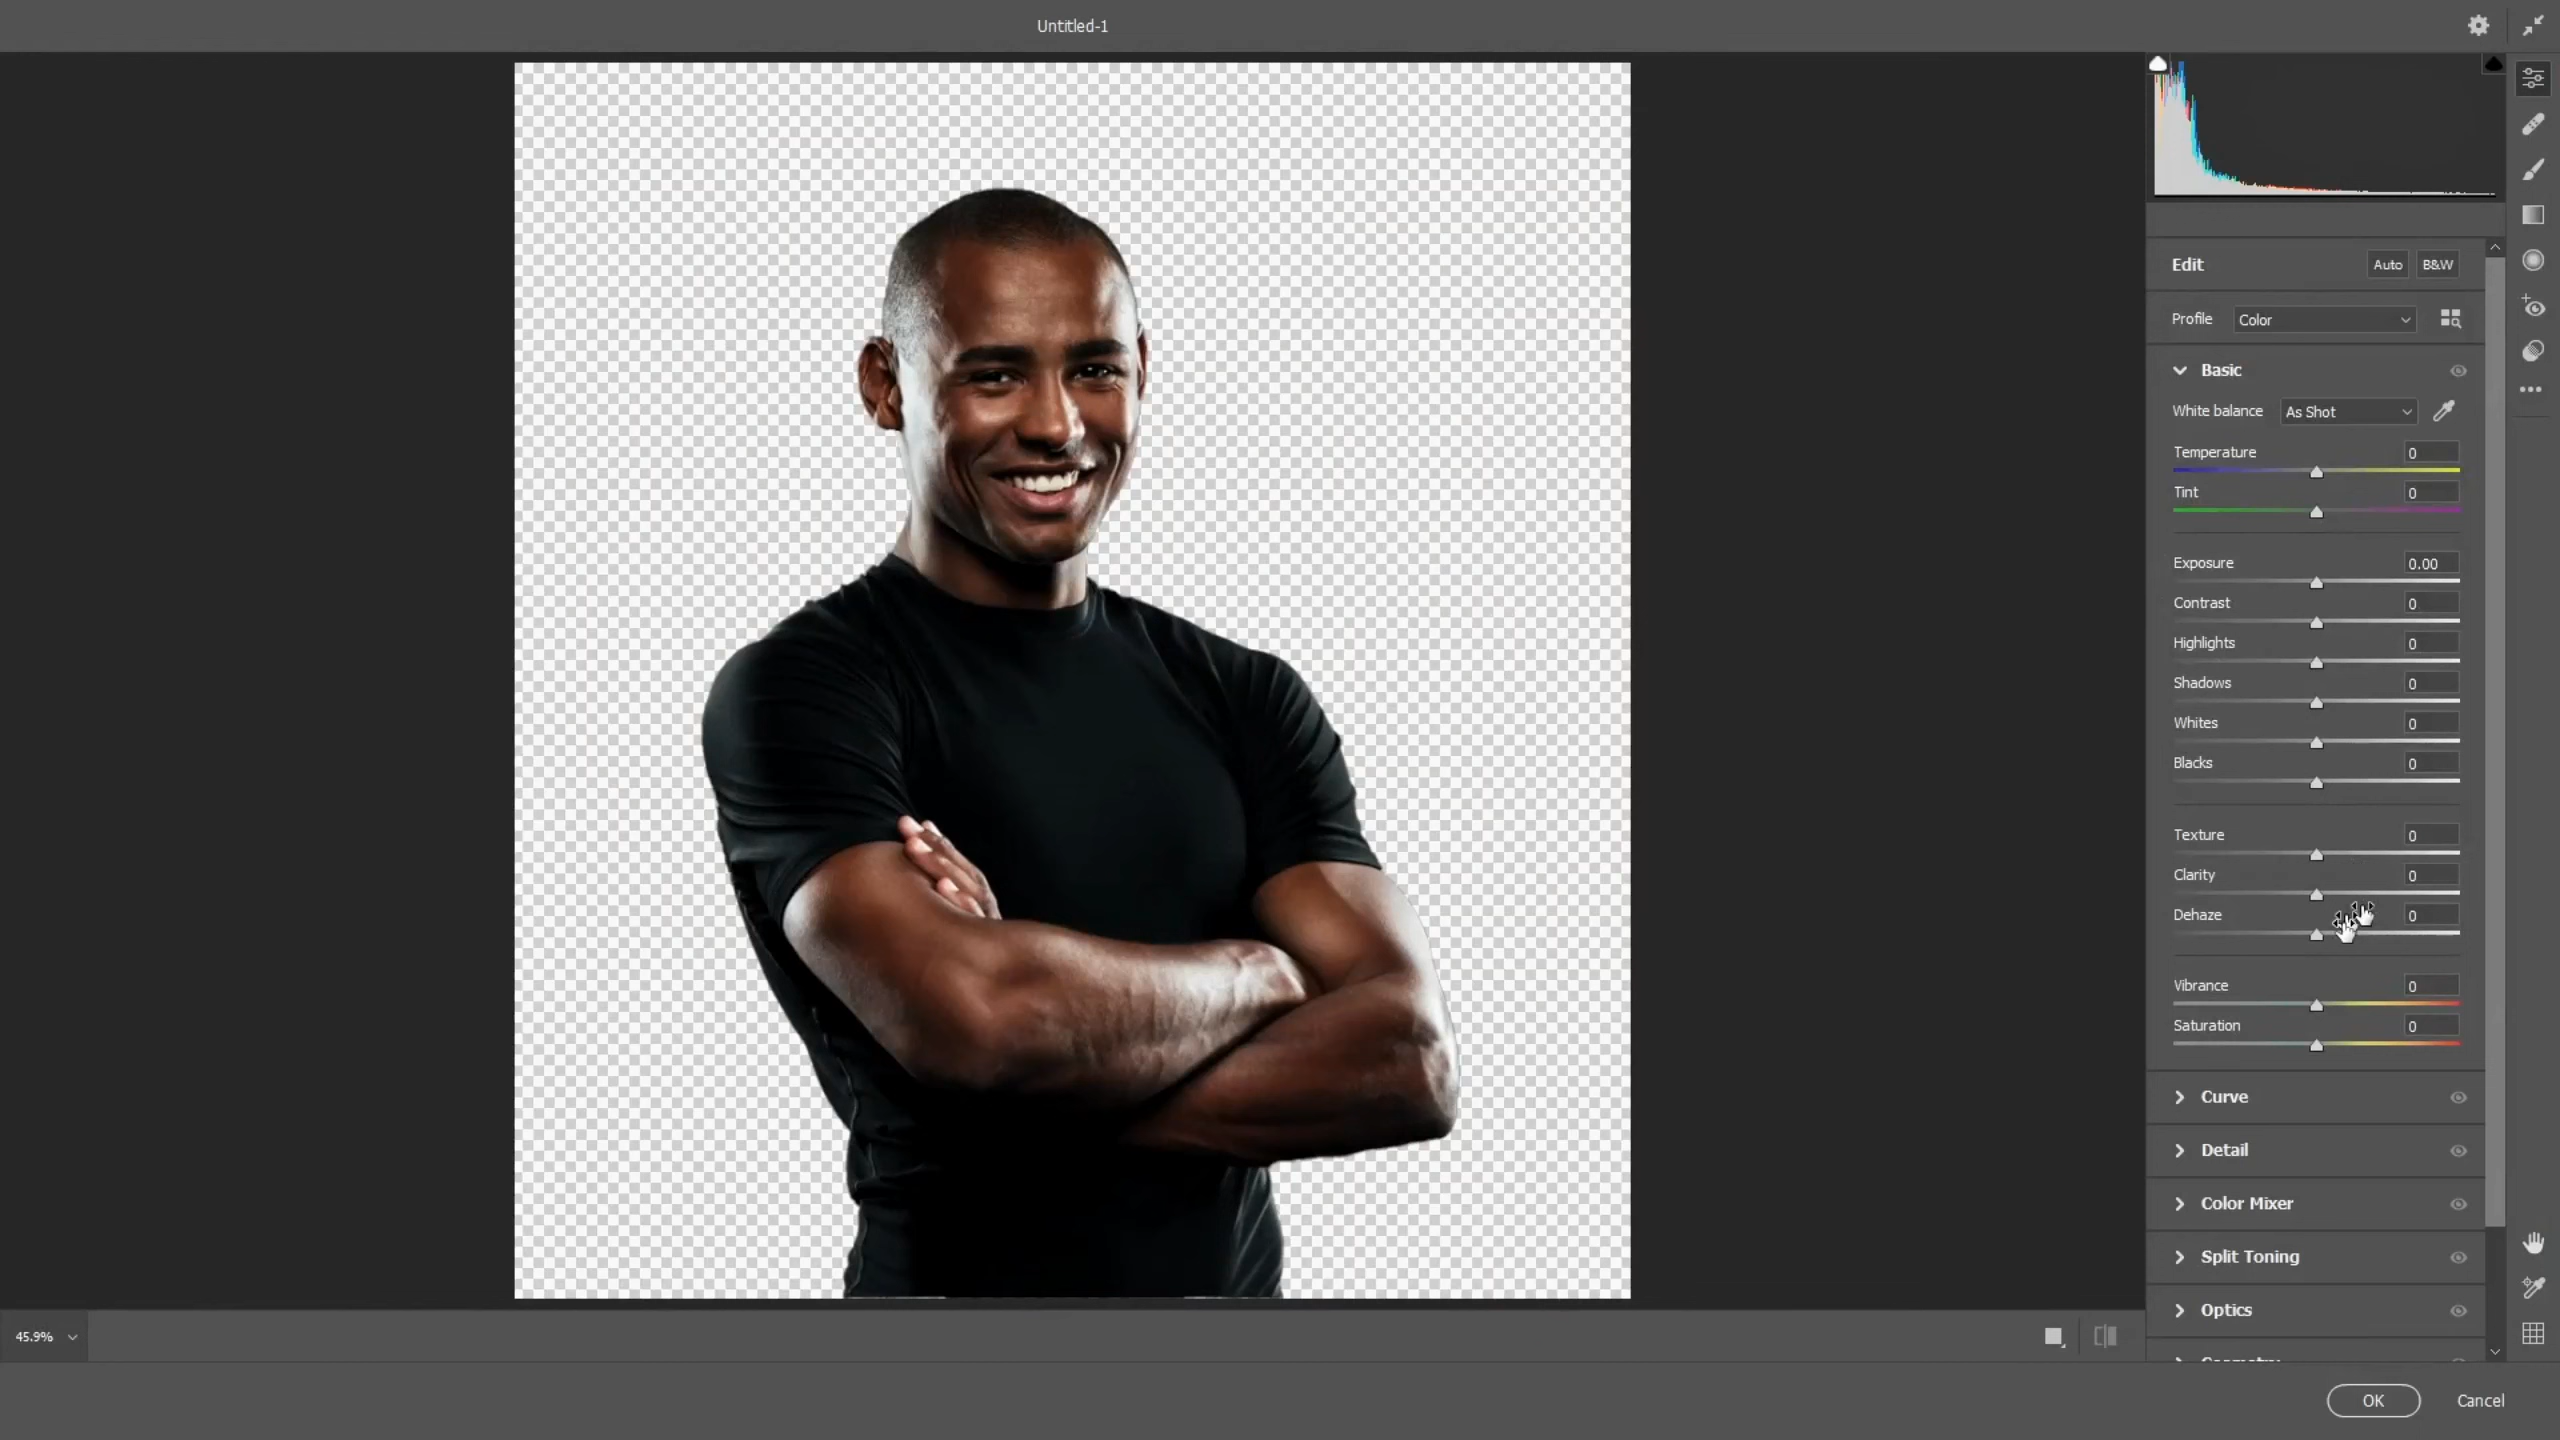 Untitled-1
Edit
Auto
B&W
Profile
Color
Basic
White balance
As Shot
Temperature
0
Tint
0
Exposure
0.00
Contrast
0
Highlights
0
Shadows
0
Whites
0
Blacks
0
Texture
0
Clarity
0
Dehaze
0
Vibrance
0
Saturation
0
Curve
Detail
Color Mixer
Split Toning
Optics
Geometry
45.9%
OK
Cancel